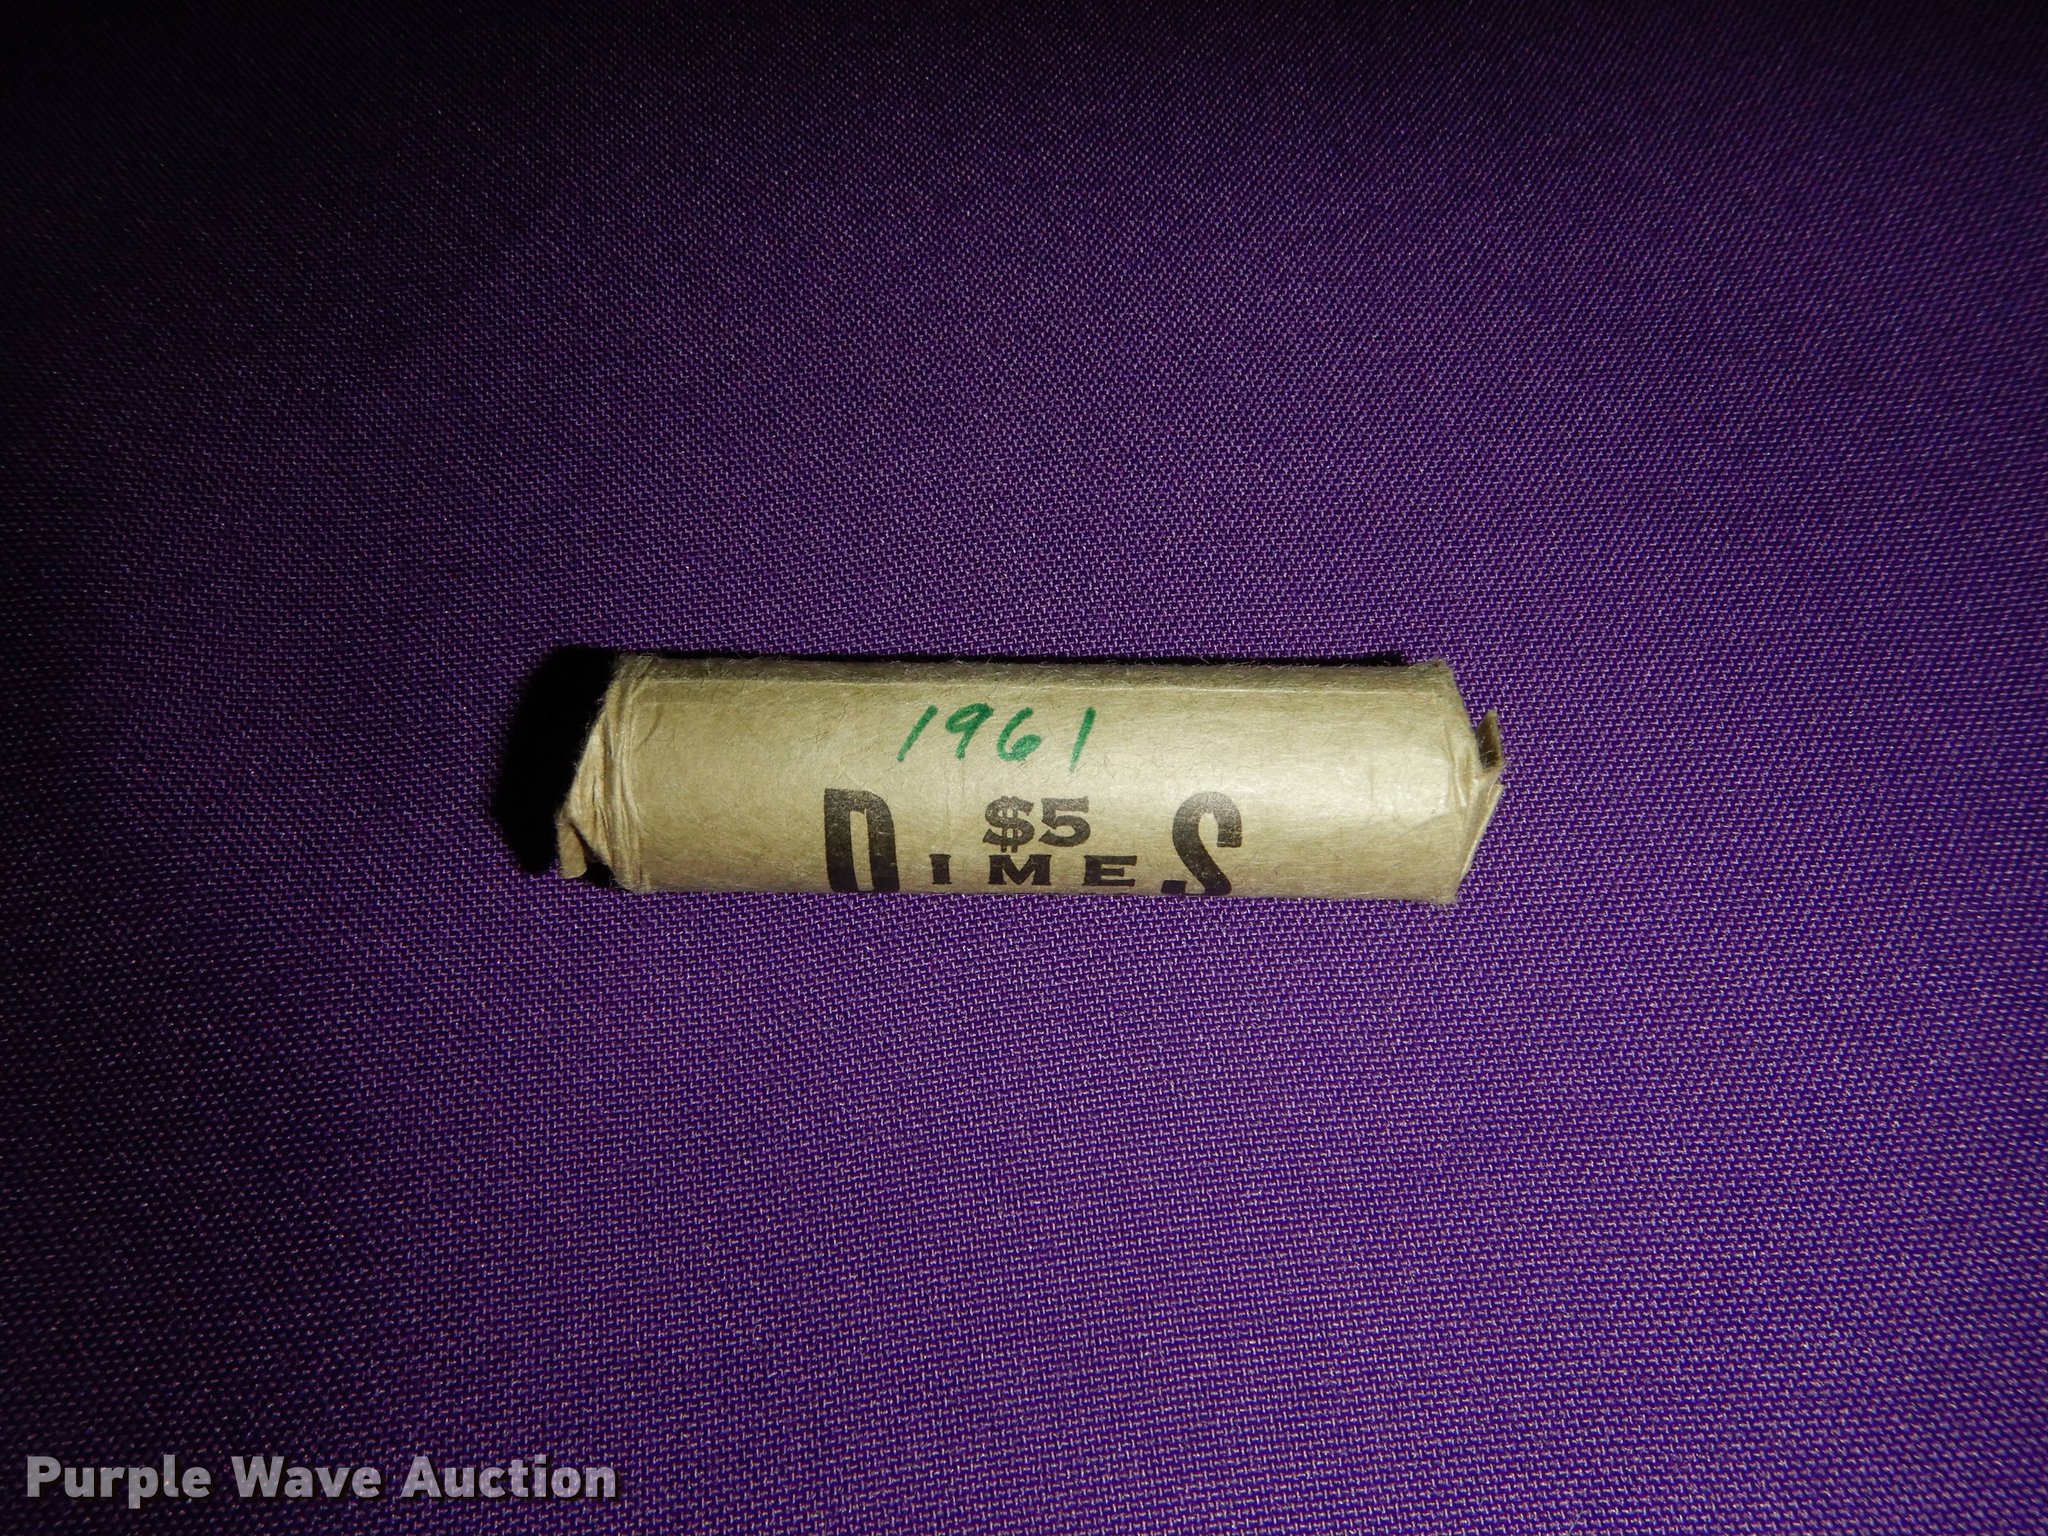 1961
$5
DIMES
Purple Wave Auction